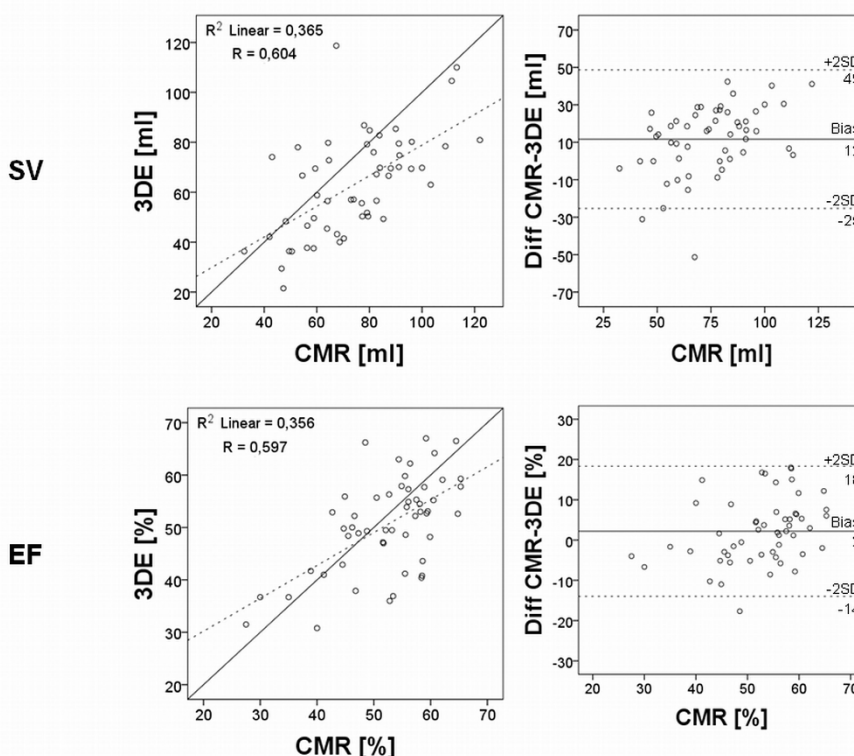 SV
R² Linear = 0,365
R = 0,604
3DE [ml]
120
100
80
60
40
20
20 40 60 80 100 120
CMR [ml]
Diff CMR-3DE [ml]
70
50
30
10
-10
-30
-50
-70
+2SD
Bias
-2SD
25 50 75 100 125
CMR [ml]
EF
R² Linear = 0,356
R = 0,597
3DE [%]
70
60
50
40
30
20
20 30 40 50 60 70
CMR [%]
Diff CMR-3DE [%]
30
20
10
0
-10
-20
-30
+2SD
18
Bias
-2SD
-14
20 30 40 50 60 70
CMR [%]